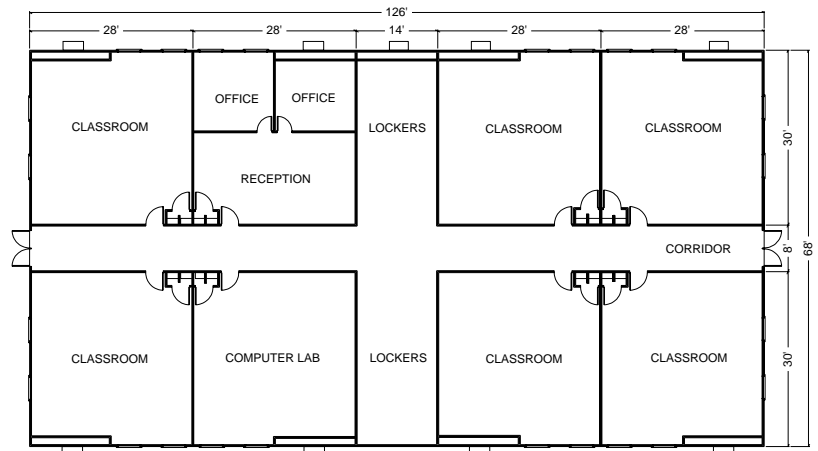 126'
28' 28' 14' 28' 28'
OFFICE OFFICE
CLASSROOM LOCKERS CLASSROOM CLASSROOM
30'
RECEPTION
CORRIDOR 8' 68'
CLASSROOM COMPUTER LAB LOCKERS CLASSROOM CLASSROOM
30'